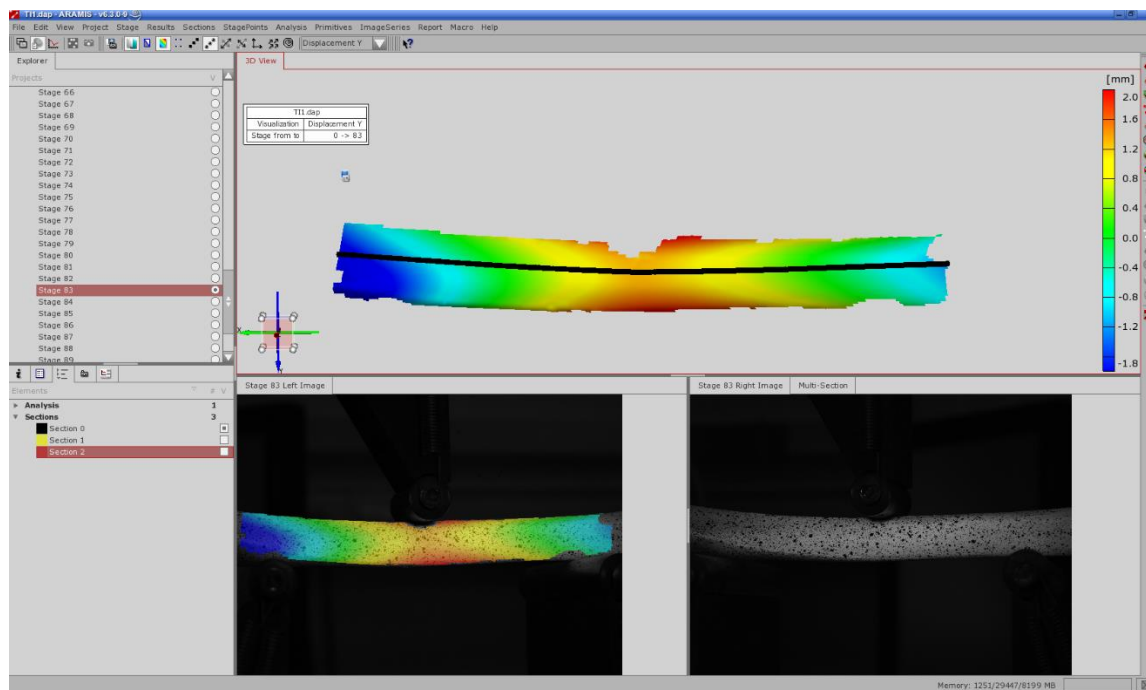 TI1.dap - ARAMIS - v6.3.0-9
File Edit View Project Stage Results Sections StagePoints Analysis Primitives ImageSeries Report Macro Help
Displacement Y
Explorer
3D View
Projects
Stage 66
Stage 67
Stage 68
Stage 69
Stage 70
Stage 71
Stage 72
Stage 73
Stage 74
Stage 75
Stage 76
Stage 77
Stage 78
Stage 79
Stage 80
Stage 81
Stage 82
Stage 83
Stage 84
Stage 85
Stage 86
Stage 87
Stage 88
Stage 89
TI1.dap
Visualization Displacement Y
Stage from to 0 -> 83
[mm]
2.0
1.6
1.2
0.8
0.4
0.0
-0.4
-0.8
-1.2
-1.8
Elements # V
Analysis 1
Sections 3
Section 0
Section 1
Section 2
Stage 83 Left Image
Stage 83 Right Image
Multi-Section
Memory: 1251/29447/8199 MB